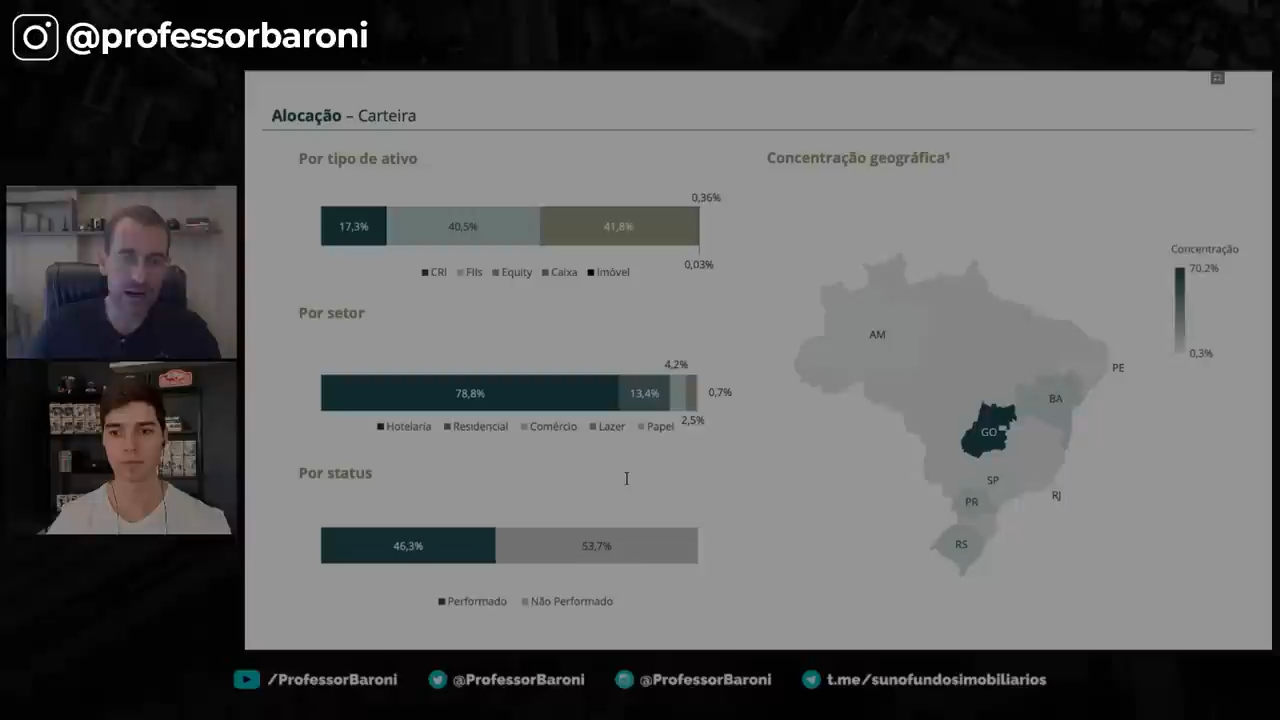 @professorbaroni
Alocação – Carteira
Por tipo de ativo
0,36%
17,3% 40,5% 41,8%
0,03%
CRI FIIs Equity Caixa Imóvel
Por setor
4,2%
78,8% 13,4% 0,7%
2,5%
Hotelaria Residencial Comércio Lazer Papel
Por status
46,3% 53,7%
Performado Não Performado
Concentração geográfica¹
Concentração
70,2%
0,3%
AM
PE
BA
GO
SP
RJ
PR
RS
/ProfessorBaroni @ProfessorBaroni @ProfessorBaroni t.me/sunofundosimobiliarios